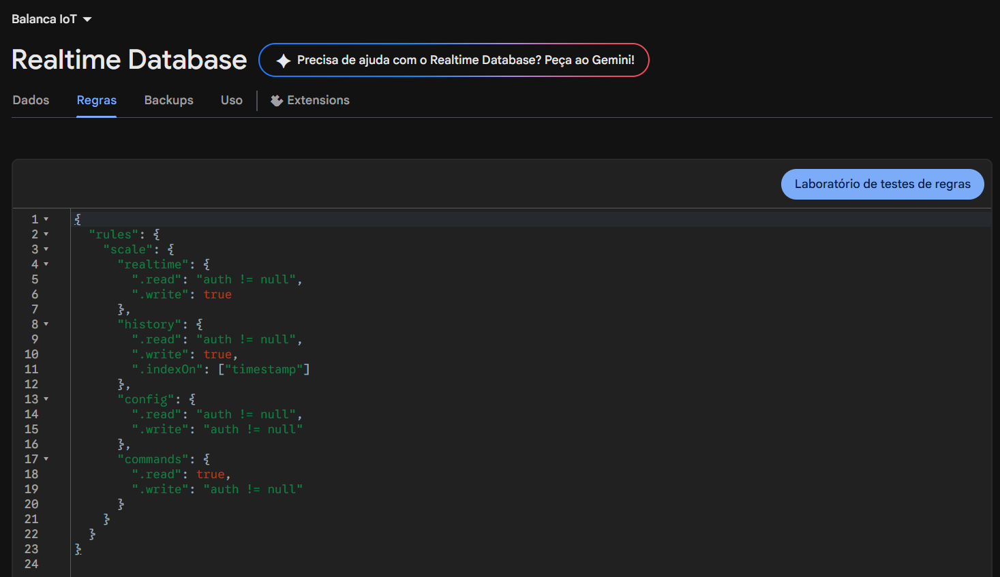 Balanca IoT
Realtime Database
Precisa de ajuda com o Realtime Database? Peça ao Gemini!
Dados Regras Backups Uso Extensions
Laboratório de testes de regras
1 {
2 "rules": {
3 "scale": {
4 "realtime": {
5 ".read": "auth != null",
6 ".write": true
7 },
8 "history": {
9 ".read": "auth != null",
10 ".write": true,
11 ".indexOn": ["timestamp"]
12 },
13 "config": {
14 ".read": "auth != null",
15 ".write": "auth != null"
16 },
17 "commands": {
18 ".read": true,
19 ".write": "auth != null"
20 }
21 }
22 }
23 }
24